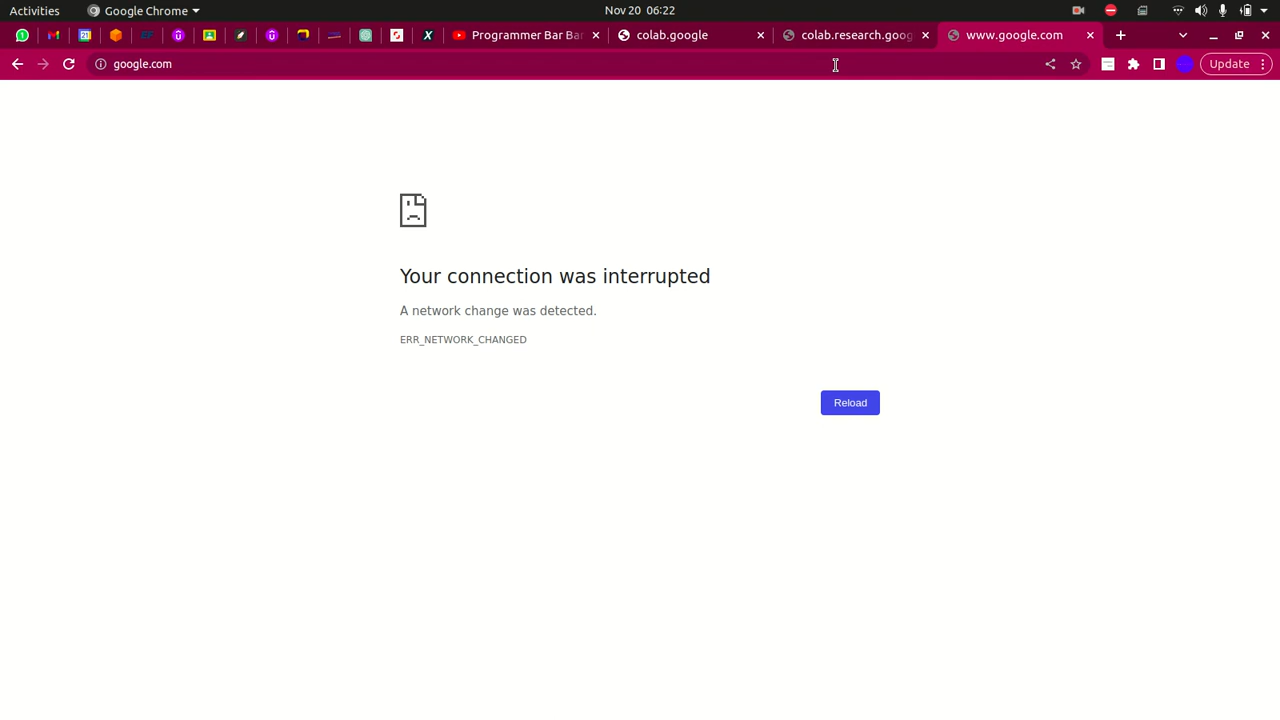 Activities Google Chrome Nov 20 06:22
Programmer Bar Bar colab.google colab.research.goog www.google.com
google.com Update
Your connection was interrupted
A network change was detected.
ERR_NETWORK_CHANGED
Reload